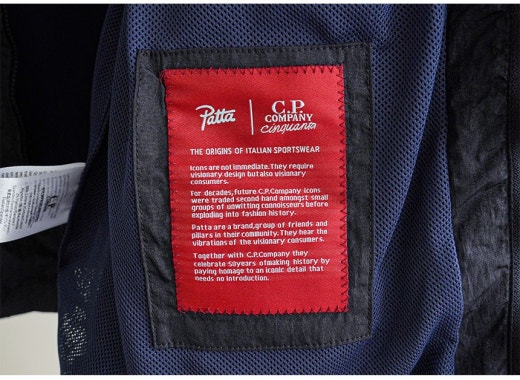 Patta
C.P.
COMPANY
cinquanta
THE ORIGINS OF ITALIAN SPORTSWEAR
Icons are not immediate. They require
visionary design but also visionary
consumers.
For decades, future C.P.Company icons
were traded second hand amongst small
groups of unwitting connoisseurs before
exploding into fashion history.
Patta are a brand, group of friends and
pillars in their community. They hear the
vibrations of the visionary consumers.
Together with C.P.Company they
celebrate 50years ofmaking history by
paying homage to an iconic detail that
needs no introduction.